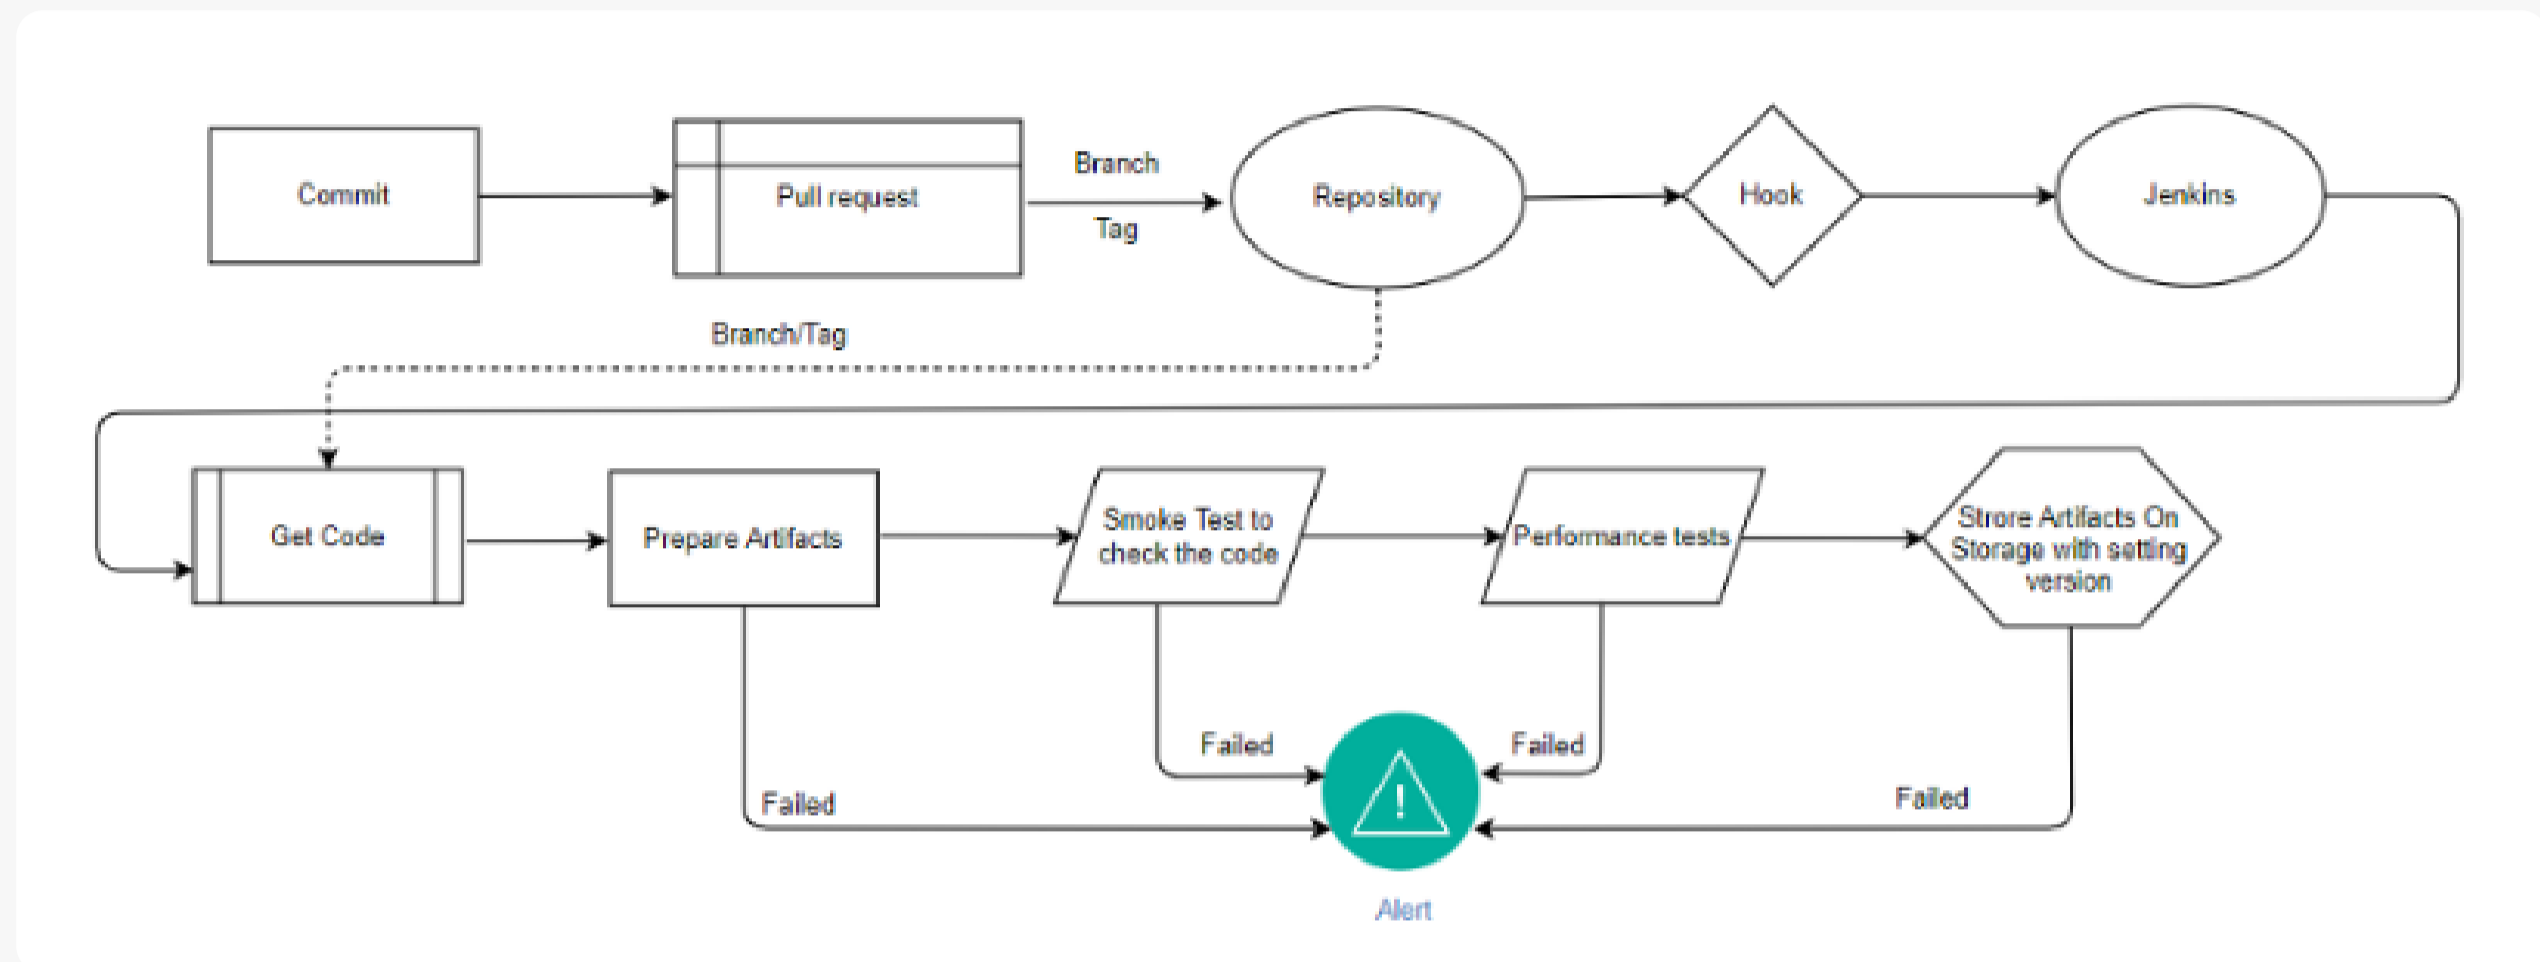 Commit
Pull request
Branch
Tag
Repository
Hook
Jenkins
Branch/Tag
Get Code
Prepare Artifacts
Smoke Test to
check the code
Performance tests
Strore Artifacts On
Storage with setting
version
Failed
Failed
Failed
Failed
Alert